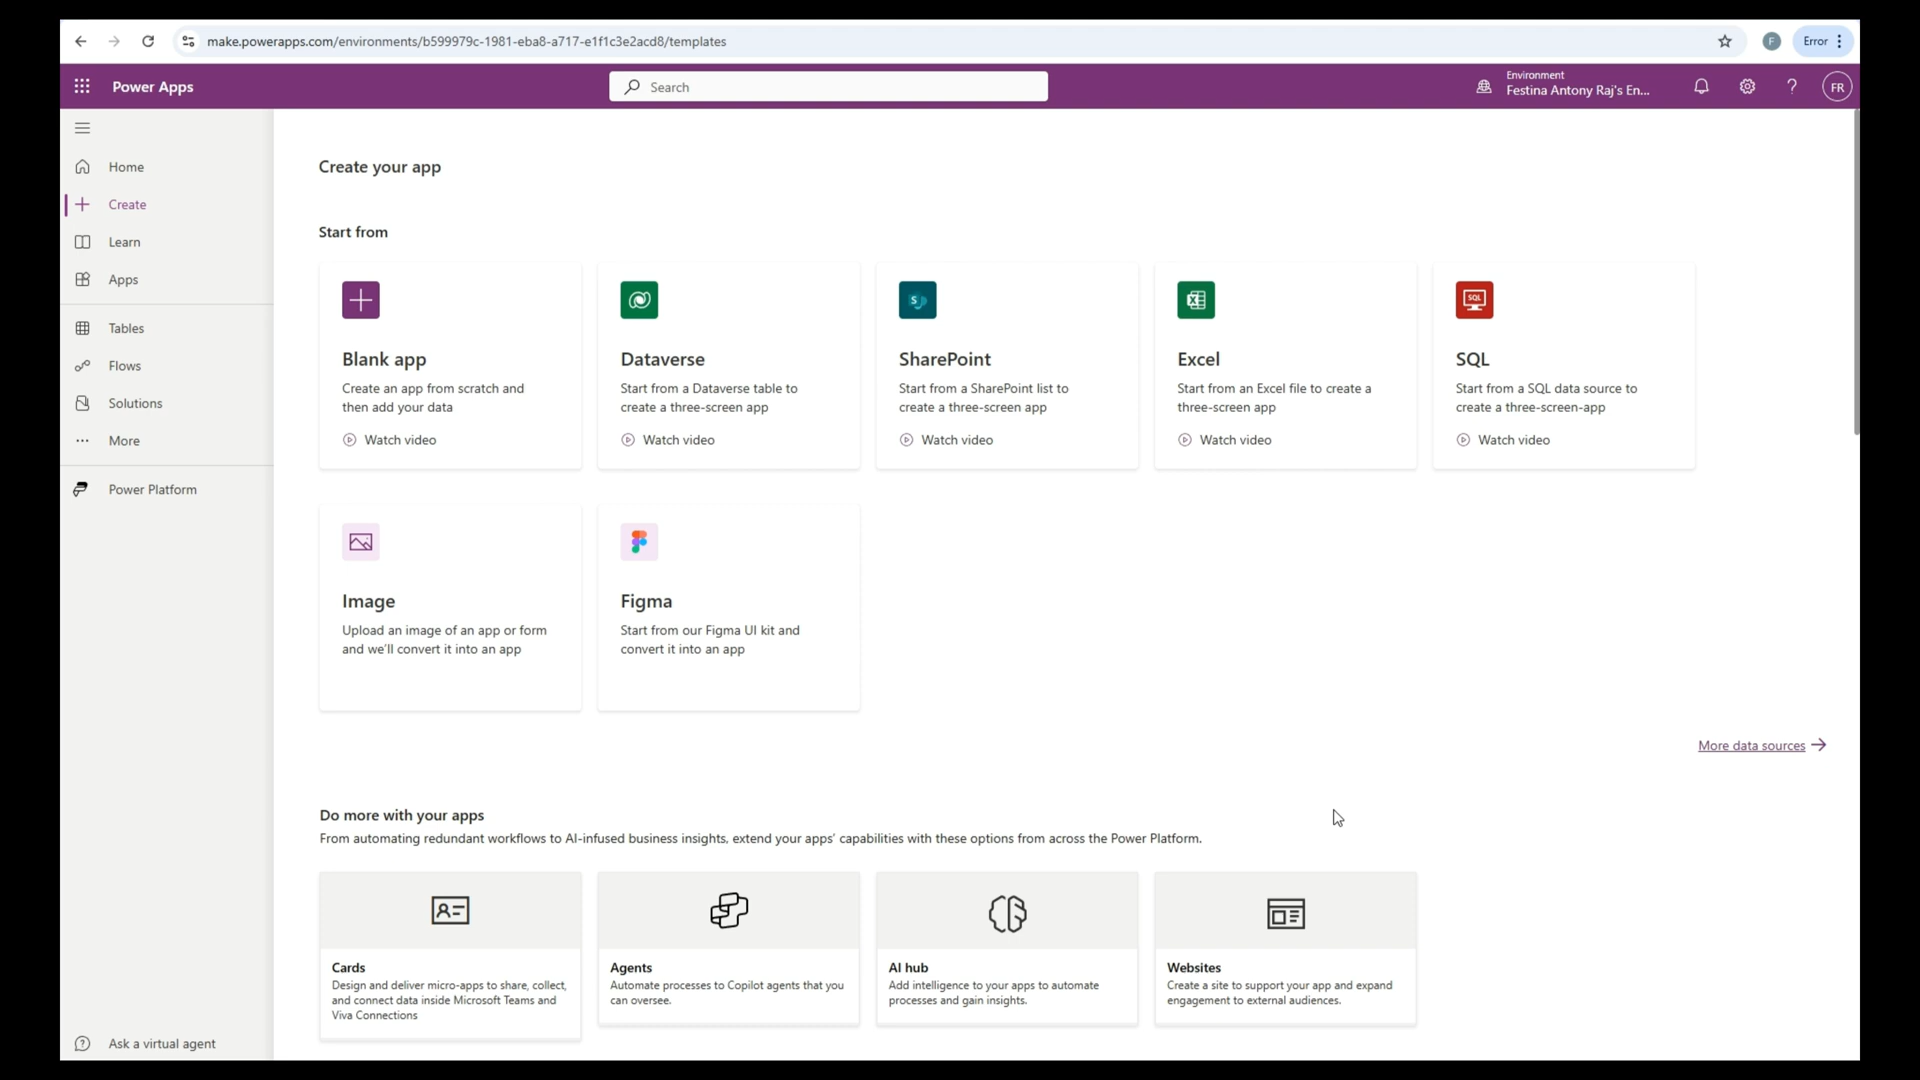 make.powerapps.com/environments/b599979c-1981-eba8-a717-e1f1c3e2acd8/templates
F
Error
Power Apps
Search
Environment
Festina Antony Raj's En...
?
FR
Home
Create
Learn
Apps
Tables
Flows
Solutions
More
Power Platform
Ask a virtual agent
Create your app
Start from
Blank app
Create an app from scratch and
then add your data
Watch video
Dataverse
Start from a Dataverse table to
create a three-screen app
Watch video
S
SharePoint
Start from a SharePoint list to
create a three-screen app
Watch video
X
Excel
Start from an Excel file to create a
three-screen app
Watch video
SQL
SQL
Start from a SQL data source to
create a three-screen-app
Watch video
Image
Upload an image of an app or form
and we'll convert it into an app
Figma
Start from our Figma UI kit and
convert it into an app
More data sources
Do more with your apps
From automating redundant workflows to AI-infused business insights, extend your apps' capabilities with these options from across the Power Platform.
Cards
Design and deliver micro-apps to share, collect,
and connect data inside Microsoft Teams and
Viva Connections
Agents
Automate processes to Copilot agents that you
can oversee.
AI hub
Add intelligence to your apps to automate
processes and gain insights.
Websites
Create a site to support your app and expand
engagement to external audiences.